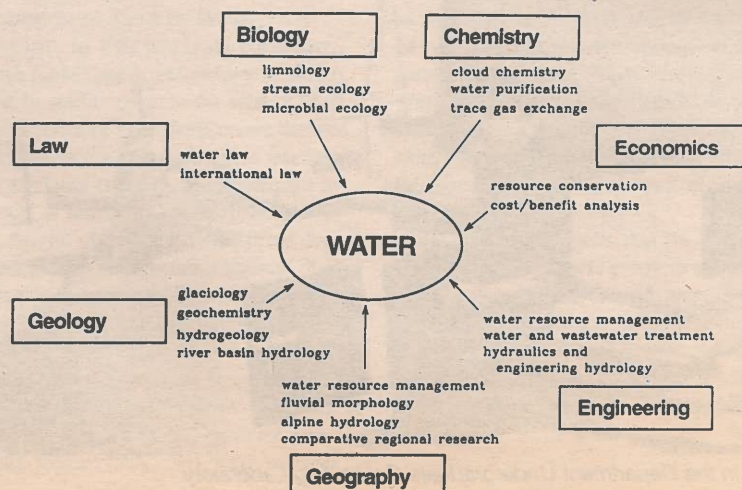 Biology
limnology
stream ecology
microbial ecology
Chemistry
cloud chemistry
water purification
trace gas exchange
Law
water law
international law
Economics
resource conservation
cost/benefit analysis
WATER
Geology
glaciology
geochemistry
hydrogeology
river basin hydrology
water resource management
fluvial morphology
alpine hydrology
comparative regional research
Geography
water resource management
water and wastewater treatment
hydraulics and
engineering hydrology
Engineering